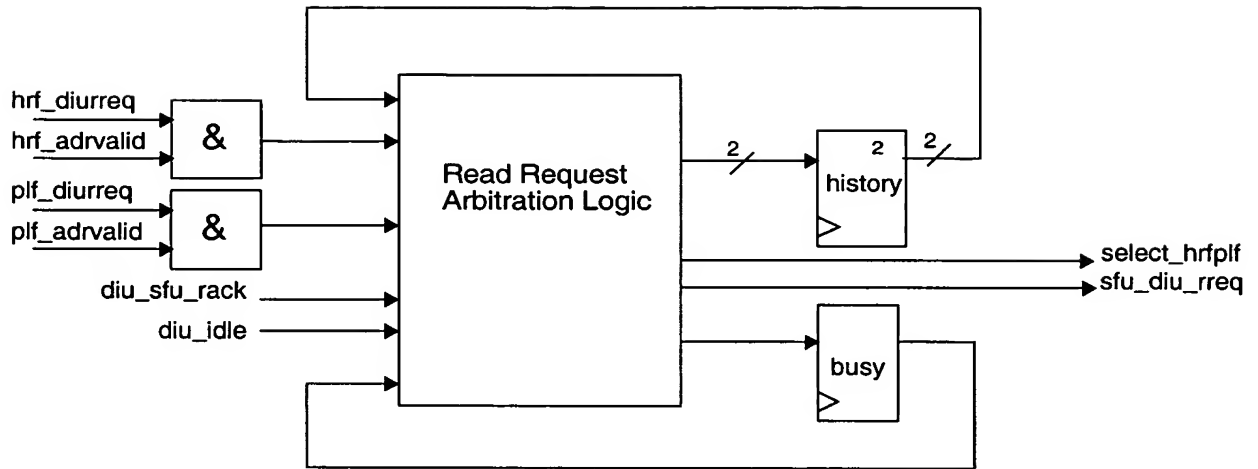 hrf_diurreq
hrf_adrvalid
&
plf_diurreq
plf_adrvalid
&
diu_sfu_rack
diu_idle
Read Request
Arbitration Logic
2
2
2
history
select_hrfplf
sfu_diu_rreq
busy